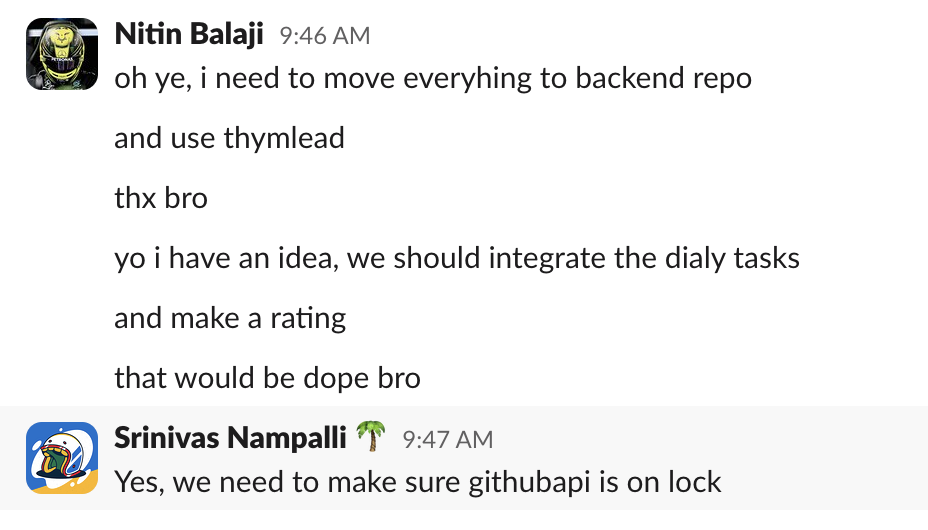 Nitin Balaji 9:46 AM
oh ye, i need to move everyhing to backend repo
and use thymlead
thx bro
yo i have an idea, we should integrate the dialy tasks
and make a rating
that would be dope bro
Srinivas Nampalli 🌴 9:47 AM
Yes, we need to make sure githubapi is on lock